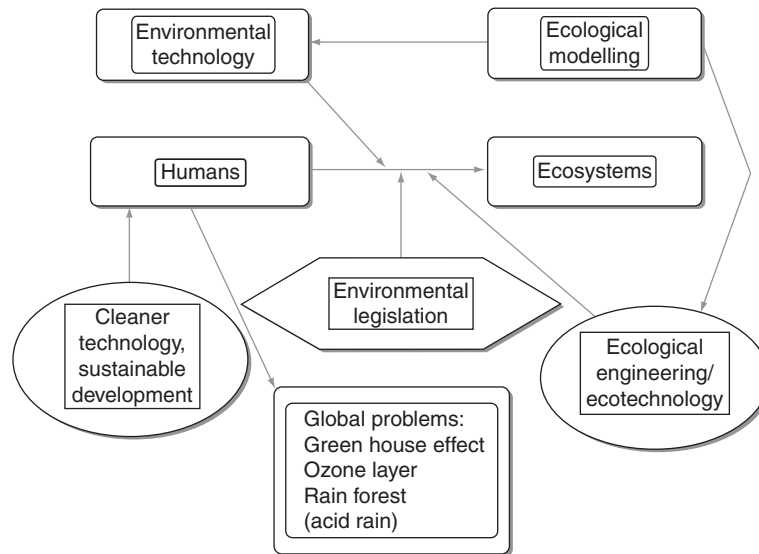 Environmental
technology
Ecological
modelling
Humans
Ecosystems
Environmental
legislation
Cleaner
technology,
sustainable
development
Ecological
engineering/
ecotechnology
Global problems:
Green house effect
Ozone layer
Rain forest
(acid rain)